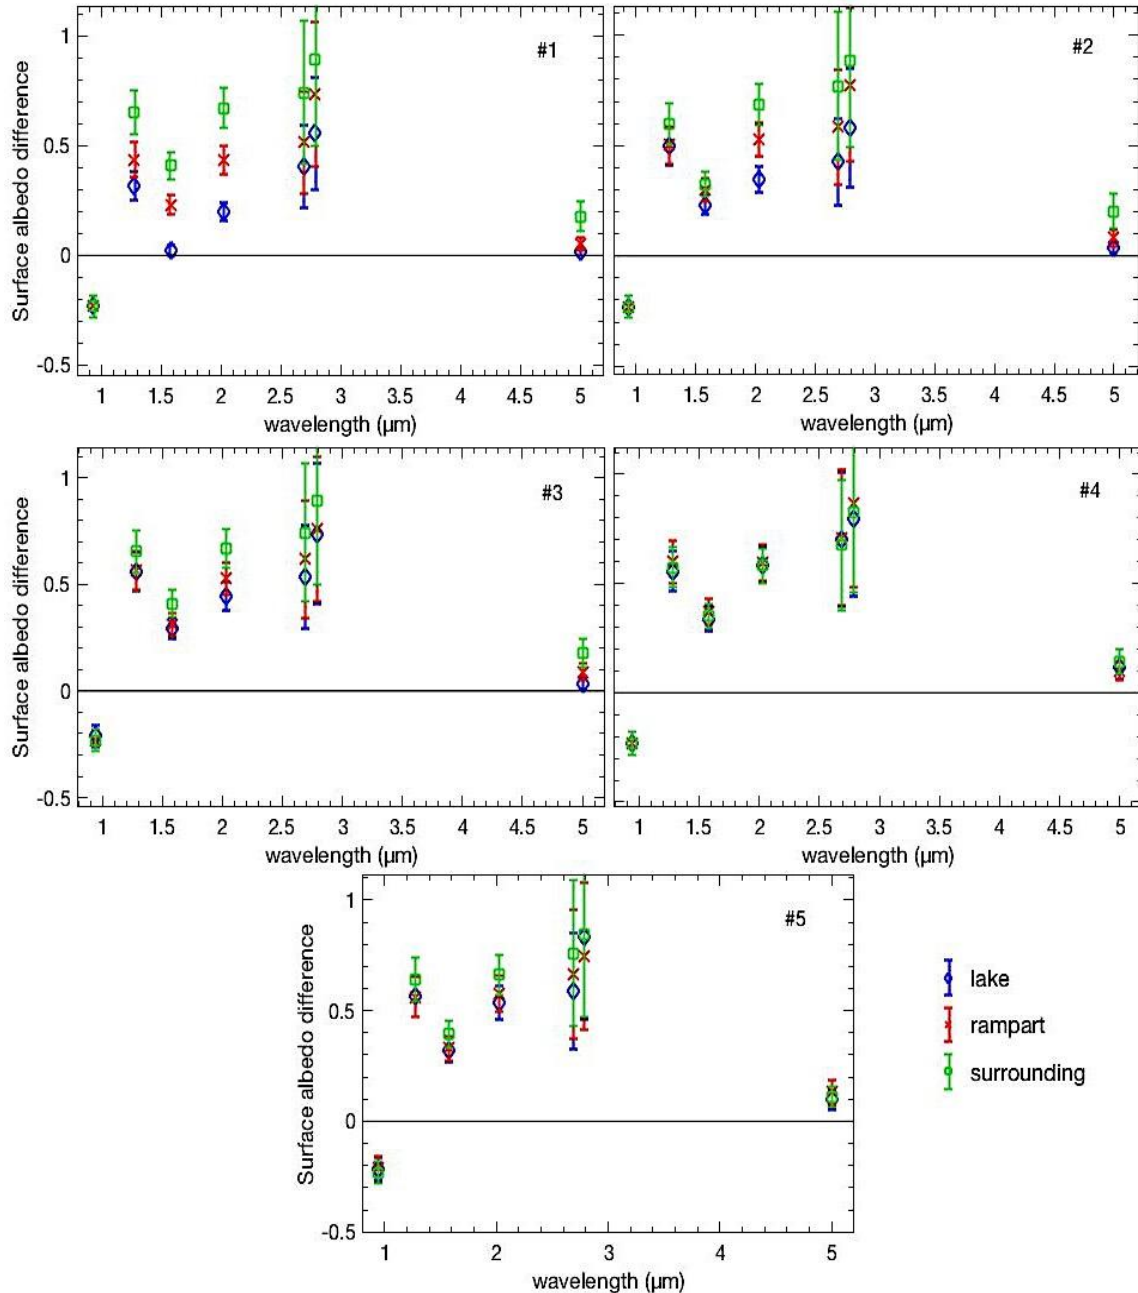 #1
1
0.5
0
-0.5
Surface albedo difference
1 1.5 2 2.5 3 3.5 4 4.5 5
wavelength (µm)
#2
1 1.5 2 2.5 3 3.5 4 4.5 5
wavelength (µm)
#3
1
0.5
0
-0.5
Surface albedo difference
1 1.5 2 2.5 3 3.5 4 4.5 5
wavelength (µm)
#4
1 1.5 2 2.5 3 3.5 4 4.5 5
wavelength (µm)
#5
1
0.5
0
-0.5
Surface albedo difference
1 2 3 5
wavelength (µm)
lake
rampart
surrounding